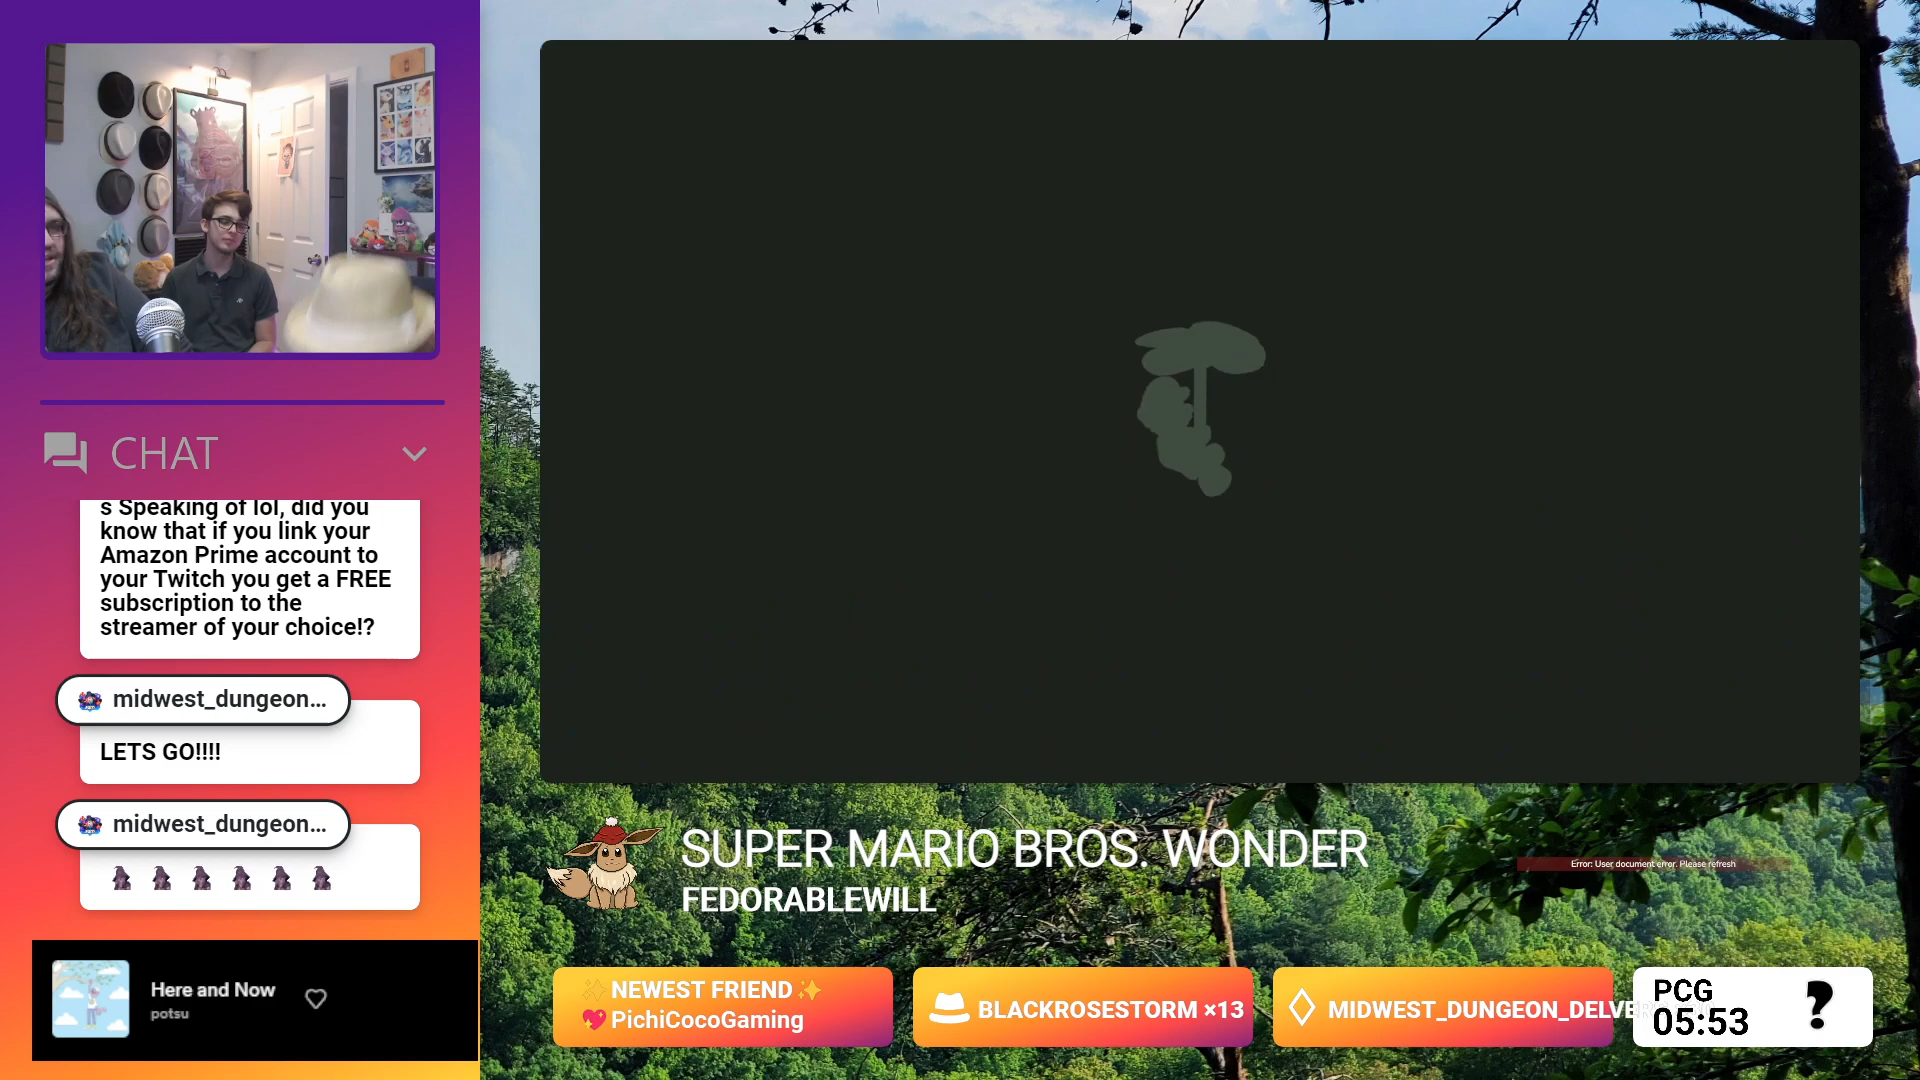 CHAT
s Speaking of lol, did you
know that if you link your
Amazon Prime account to
your Twitch you get a FREE
subscription to the
streamer of your choice!?
midwest_dungeon...
LETS GO!!!!
midwest_dungeon...
Here and Now
potsu
SUPER MARIO BROS. WONDER
FEDORABLEWILL
Error: User document error. Please refresh
NEWEST FRIEND
PichiCocoGaming
BLACKROSESTORM ×13
MIDWEST_DUNGEON_DELVE
PCG
05:53
?